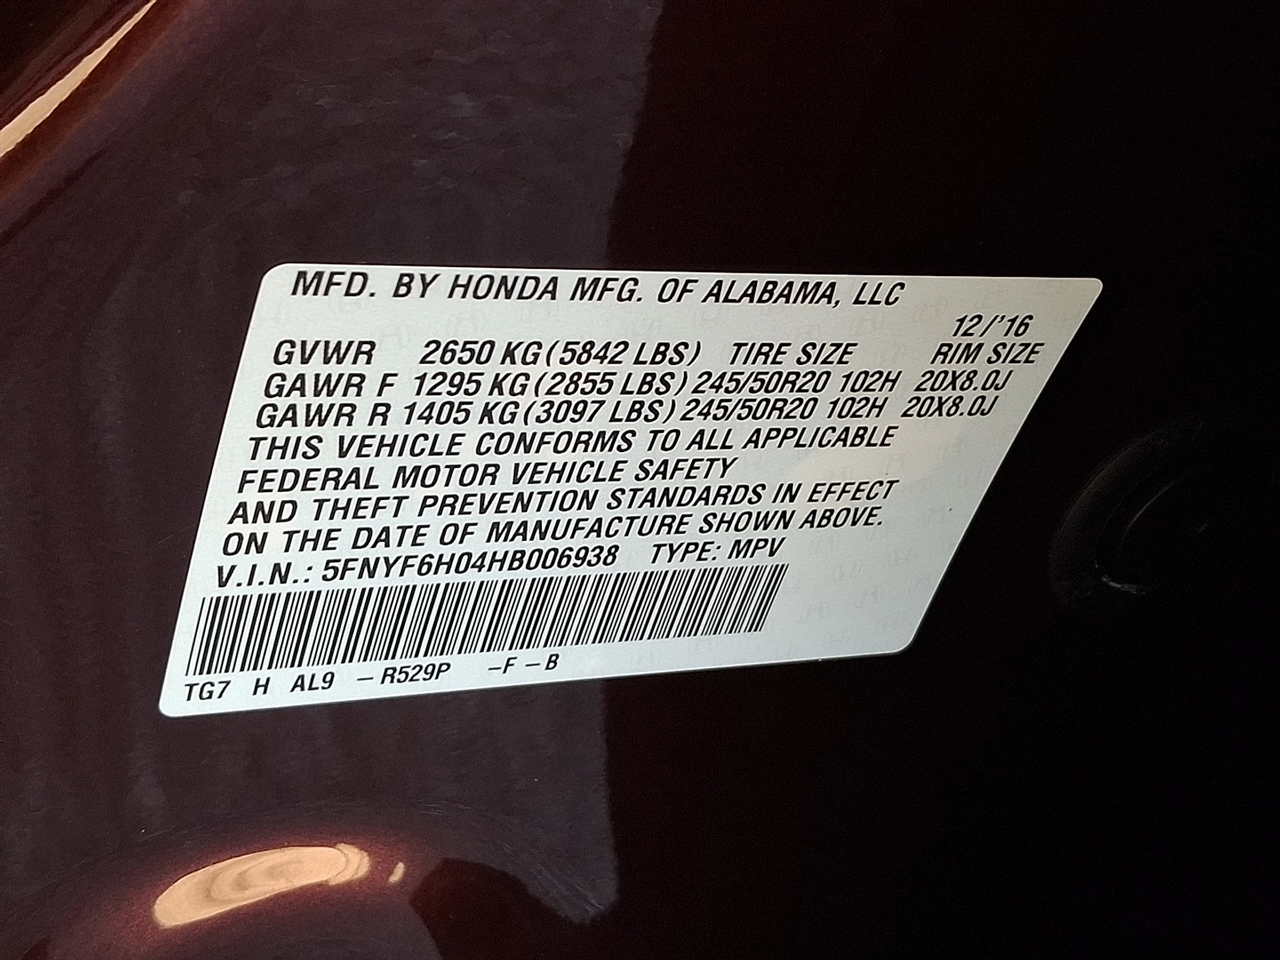 MFD. BY HONDA MFG. OF ALABAMA, LLC
12/'16
GVWR 2650 KG (5842 LBS) TIRE SIZE RIM SIZE
GAWR F 1295 KG (2855 LBS) 245/50R20 102H 20X8.0J
GAWR R 1405 KG (3097 LBS) 245/50R20 102H 20X8.0J
THIS VEHICLE CONFORMS TO ALL APPLICABLE
FEDERAL MOTOR VEHICLE SAFETY
AND THEFT PREVENTION STANDARDS IN EFFECT
ON THE DATE OF MANUFACTURE SHOWN ABOVE.
V.I.N.: 5FNYF6H04HB006938 TYPE: MPV
TG7 H AL9 – R529P – F – B